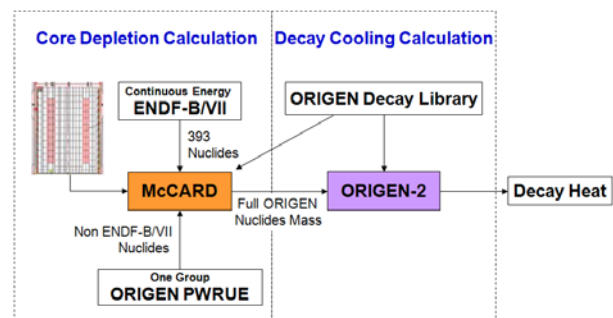 Core Depletion Calculation
Decay Cooling Calculation
Continuous Energy
ENDF-B/VII
ORIGEN Decay Library
393
Nuclides
McCARD
Full ORIGEN
Nuclides Mass
ORIGEN-2
Decay Heat
Non ENDF-B/VII
Nuclides
One Group
ORIGEN PWRUE